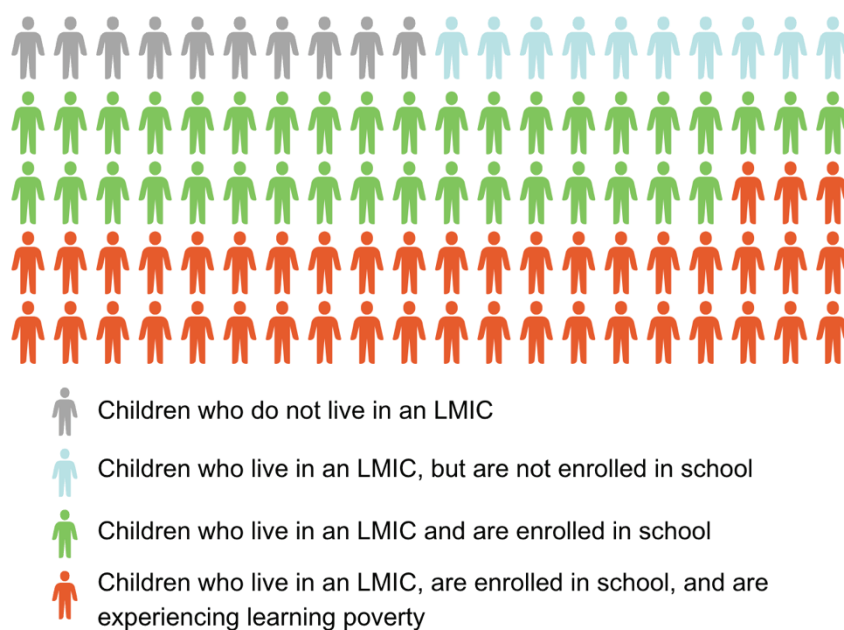 Children who do not live in an LMIC
Children who live in an LMIC, but are not enrolled in school
Children who live in an LMIC and are enrolled in school
Children who live in an LMIC, are enrolled in school, and are
experiencing learning poverty